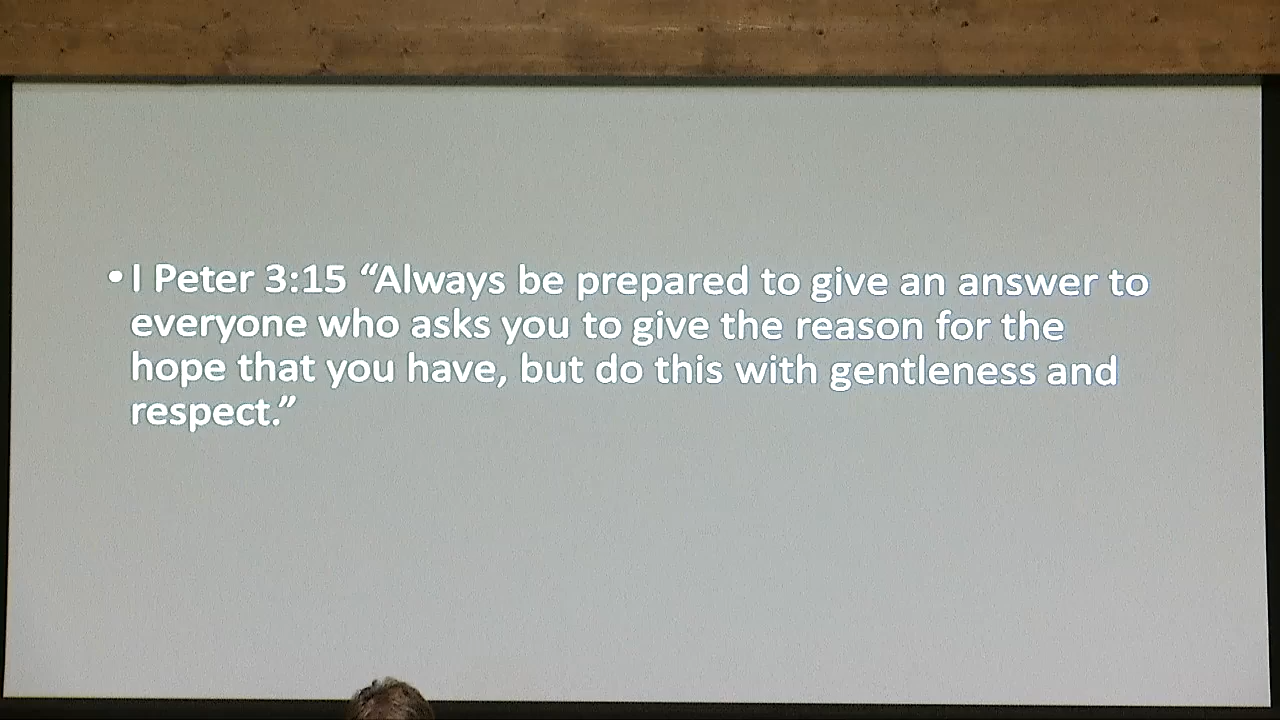 • I Peter 3:15 “Always be prepared to give an answer to
everyone who asks you to give the reason for the
hope that you have, but do this with gentleness and
respect.”